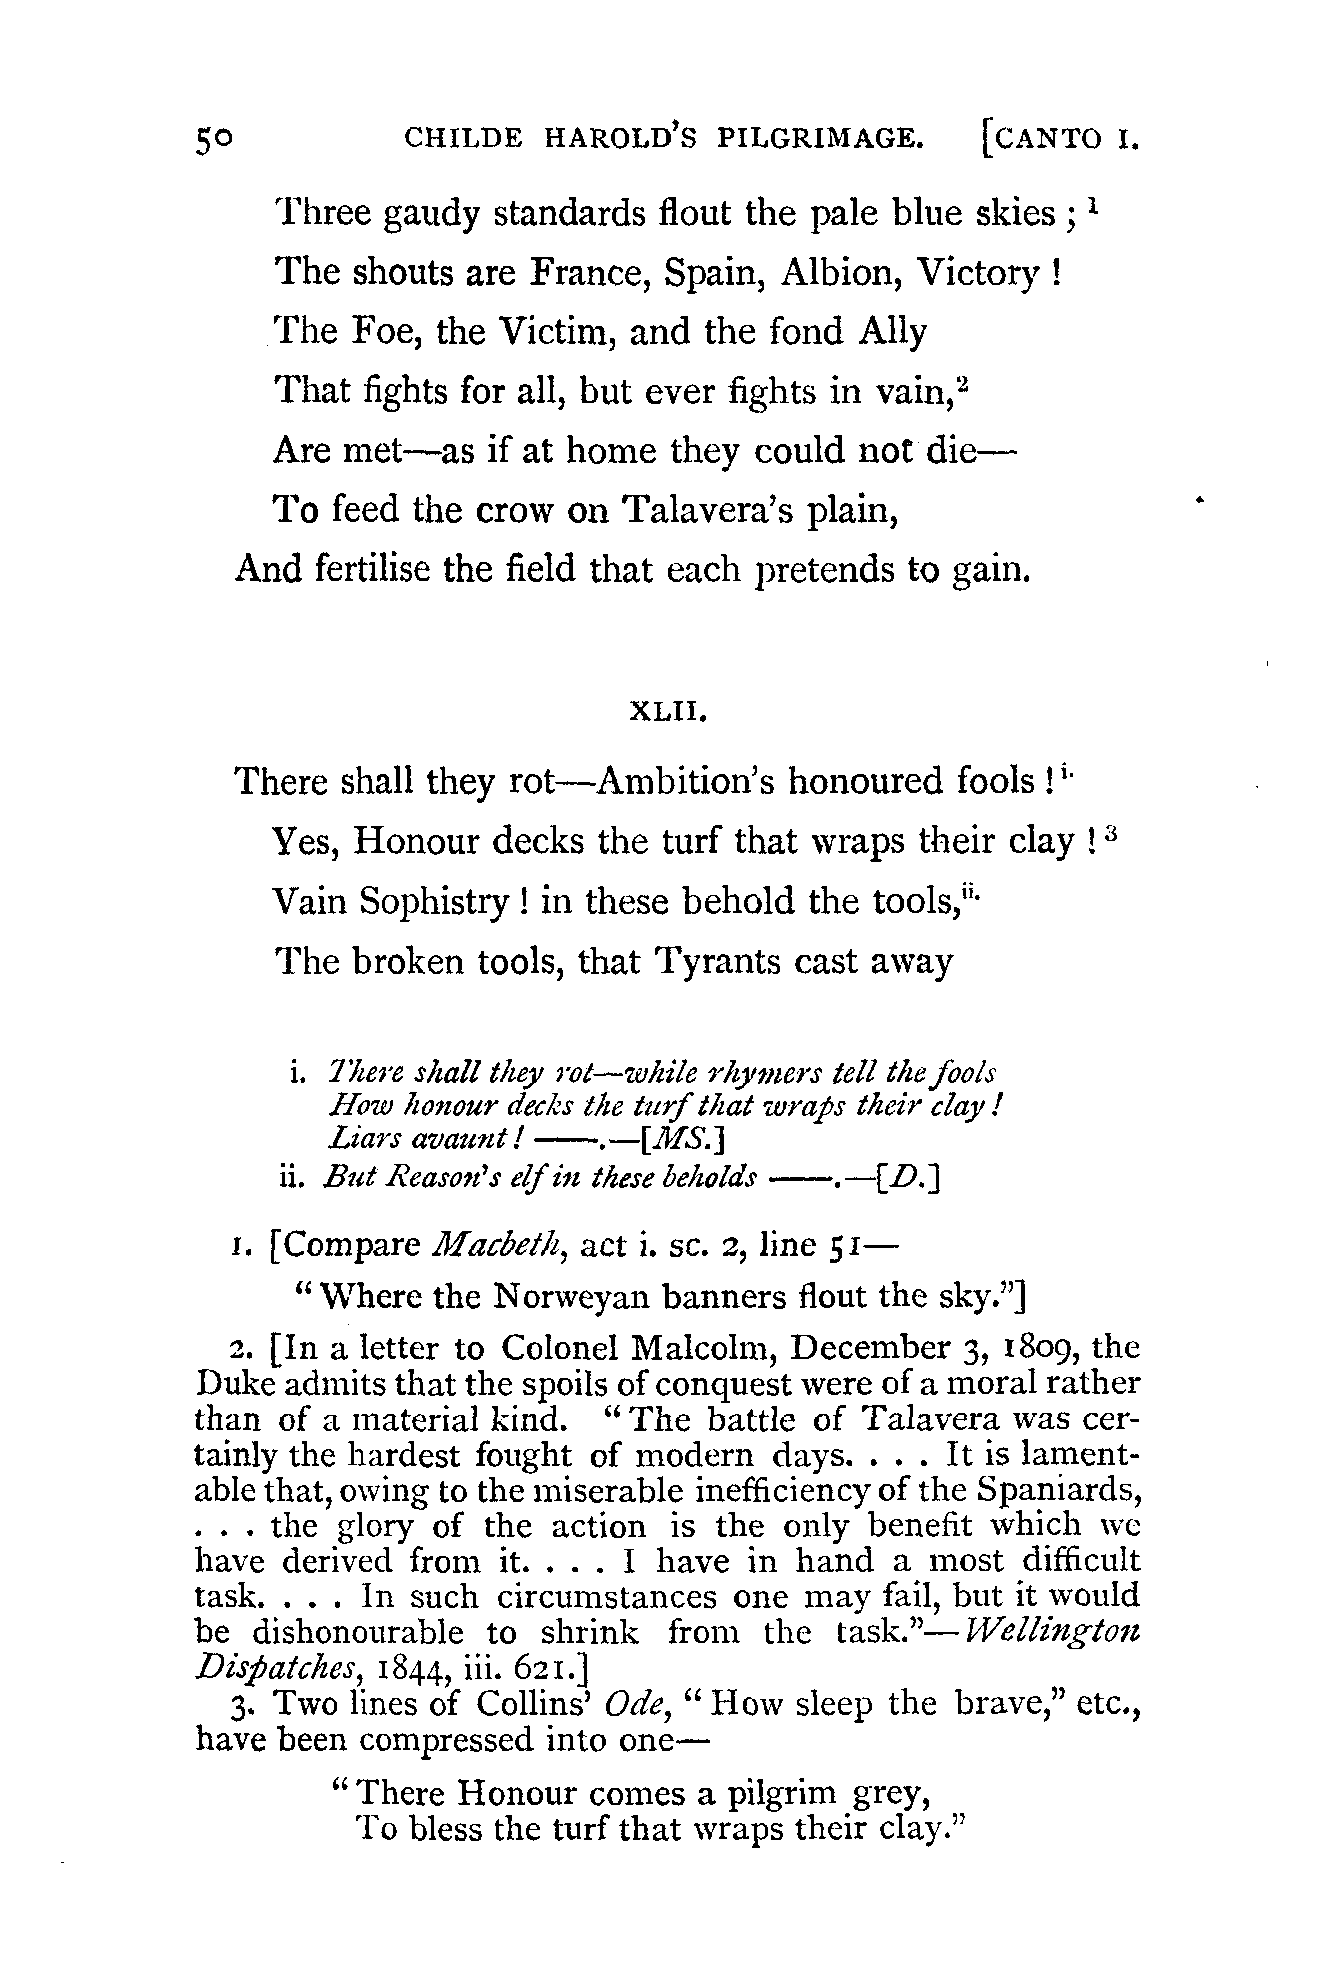 50 CHILDE HAROLD'S PILGRIMAGE. [CANTO I.
Three gaudy standards flout the pale blue skies ; ¹
The shouts are France, Spain, Albion, Victory !
The Foe, the Victim, and the fond Ally
That fights for all, but ever fights in vain,²
Are met—as if at home they could not die—
To feed the crow on Talavera's plain,
And fertilise the field that each pretends to gain.
XLII.
There shall they rot—Ambition's honoured fools ! i.
Yes, Honour decks the turf that wraps their clay ! ³
Vain Sophistry ! in these behold the tools, ii.
The broken tools, that Tyrants cast away
i. There shall they rot—while rhymers tell the fools
How honour decks the turf that wraps their clay !
Liars avaunt ! ——.—[MS.]
ii. But Reason's elf in these beholds ——.—[D.]
1. [Compare Macbeth, act i. sc. 2, line 51—
" Where the Norweyan banners flout the sky."]
2. [In a letter to Colonel Malcolm, December 3, 1809, the
Duke admits that the spoils of conquest were of a moral rather
than of a material kind. " The battle of Talavera was cer-
tainly the hardest fought of modern days. . . . It is lament-
able that, owing to the miserable inefficiency of the Spaniards,
. . . the glory of the action is the only benefit which we
have derived from it. . . . I have in hand a most difficult
task. . . . In such circumstances one may fail, but it would
be dishonourable to shrink from the task."—Wellington
Dispatches, 1844, iii. 621.]
3. Two lines of Collins' Ode, " How sleep the brave," etc.,
have been compressed into one—
" There Honour comes a pilgrim grey,
To bless the turf that wraps their clay."